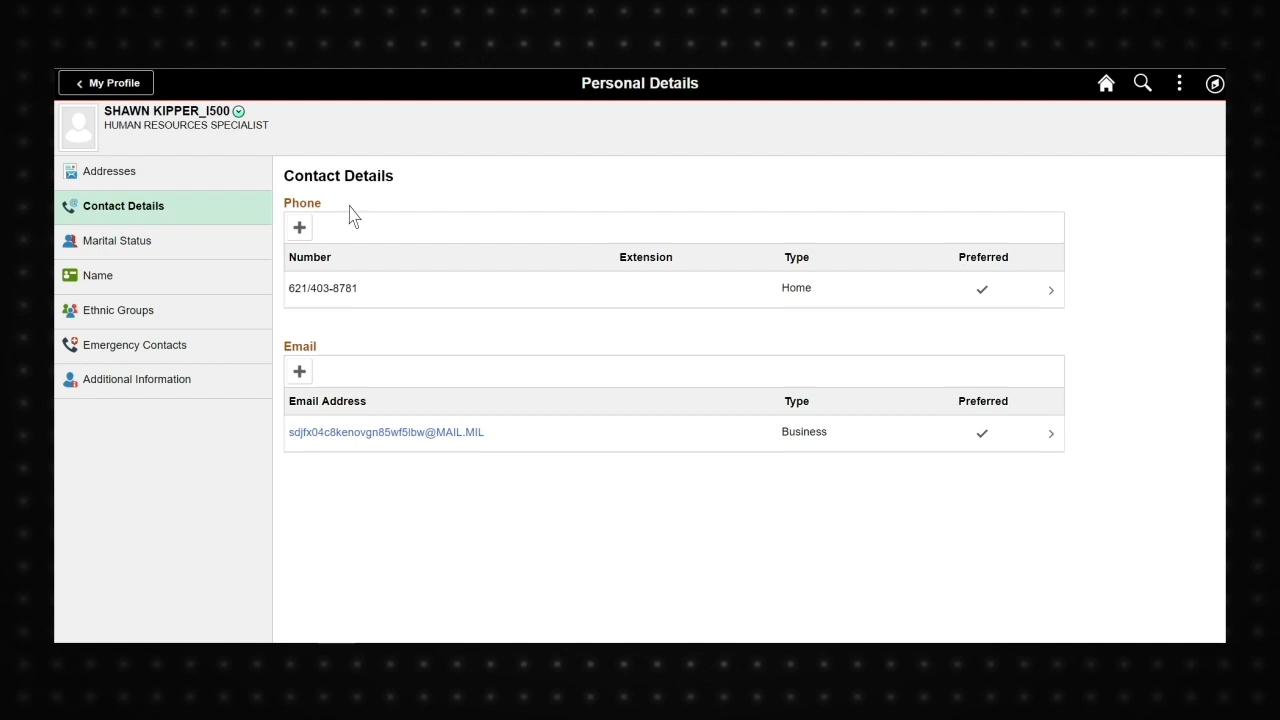 My Profile
Personal Details
SHAWN KIPPER_I500
HUMAN RESOURCES SPECIALIST
Addresses
Contact Details
Marital Status
Name
Ethnic Groups
Emergency Contacts
Additional Information
Contact Details
Phone
Number Extension Type Preferred
621/403-8781 Home
Email
Email Address Type Preferred
sdjfx04c8kenovgn85wf5lbw@MAIL.MIL Business